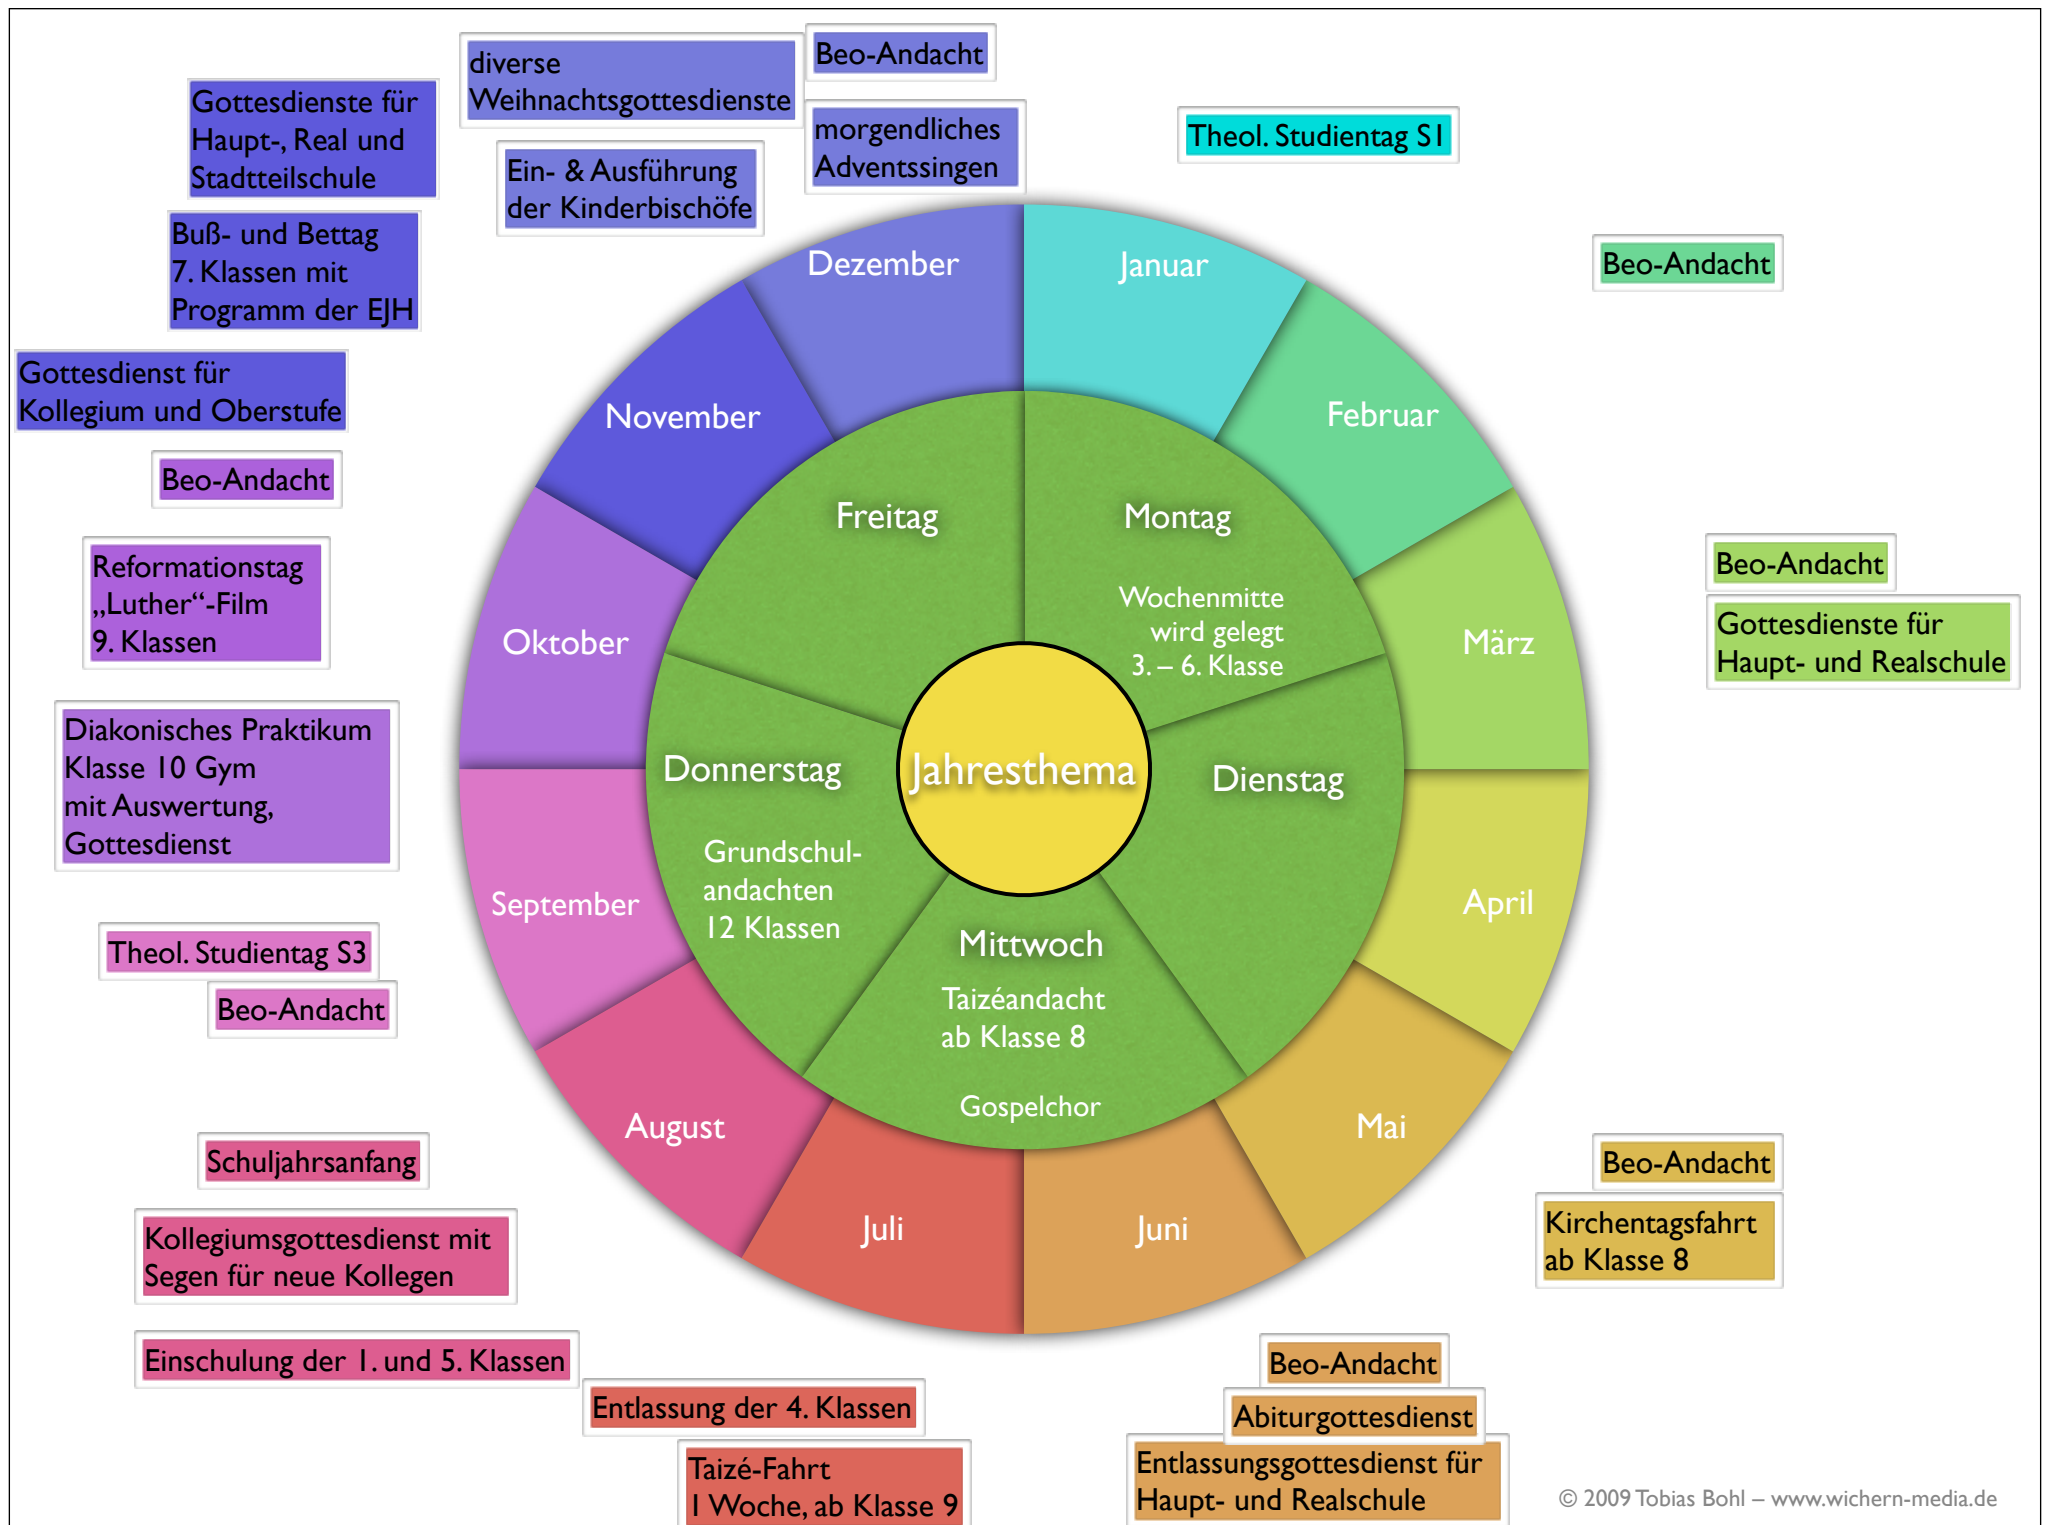 diverse
Weihnachtsgottesdienste
Beo-Andacht
Ein- & Ausführung
der Kinderbischöfe
morgendliches
Adventssingen
Theol. Studientag S1
Beo-Andacht
Beo-Andacht
Gottesdienste für
Haupt- und Realschule
Beo-Andacht
Kirchentagsfahrt
ab Klasse 8
Beo-Andacht
Abiturgottesdienst
Entlassungsgottesdienst für
Haupt- und Realschule
Entlassung der 4. Klassen
Taizé-Fahrt
1 Woche, ab Klasse 9
Schuljahrsanfang
Kollegiumsgottesdienst mit
Segen für neue Kollegen
Einschulung der 1. und 5. Klassen
Theol. Studientag S3
Beo-Andacht
Beo-Andacht
Reformationstag
„Luther“-Film
9. Klassen
Diakonisches Praktikum
Klasse 10 Gym
mit Auswertung,
Gottesdienst
Gottesdienste für
Haupt-, Real und
Stadtteilschule
Buß- und Bettag
7. Klassen mit
Programm der EJH
Gottesdienst für
Kollegium und Oberstufe
Januar
Februar
März
April
Mai
Juni
Juli
August
September
Oktober
November
Dezember
Montag
Wochenmitte
wird gelegt
3. – 6. Klasse
Dienstag
Mittwoch
Taizéandacht
ab Klasse 8
Gospelchor
Donnerstag
Grundschul-
andachten
12 Klassen
Freitag
Jahresthema
© 2009 Tobias Bohl – www.wichern-media.de